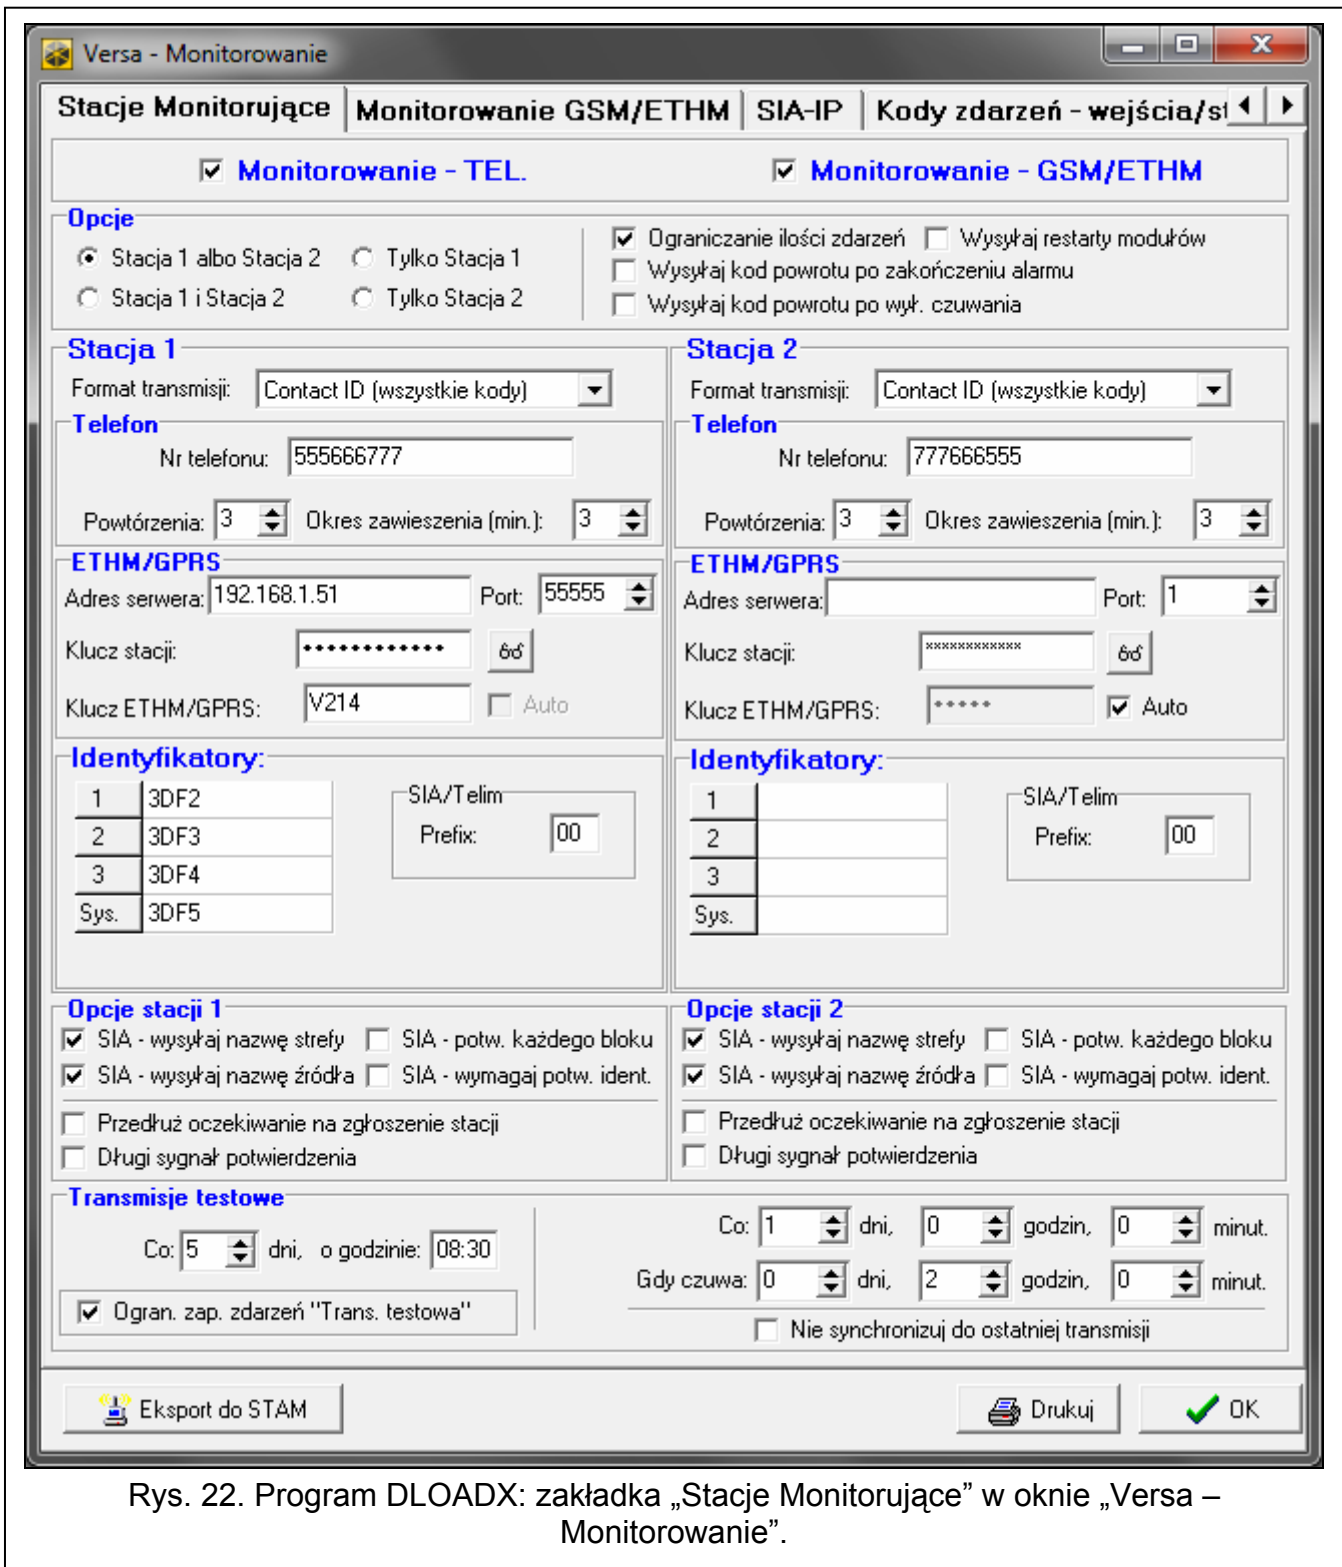 Versa - Monitorowanie
Stacje Monitorujące Monitorowanie GSM/ETHM SIA-IP Kody zdarzeń - wejścia/st
Monitorowanie - TEL. Monitorowanie - GSM/ETHM
Opcje
Stacja 1 albo Stacja 2 Tylko Stacja 1
Stacja 1 i Stacja 2 Tylko Stacja 2
Ograniczanie ilości zdarzeń Wysyłaj restarty modułów
Wysyłaj kod powrotu po zakończeniu alarmu
Wysyłaj kod powrotu po wył. czuwania
Stacja 1
Format transmisji: Contact ID (wszystkie kody)
Telefon
Nr telefonu: 555666777
Powtórzenia: 3 Okres zawieszenia (min.): 3
ETHM/GPRS
Adres serwera: 192.168.1.51 Port: 55555
Klucz stacji: ••••••••••••
Klucz ETHM/GPRS: V214 Auto
Identyfikatory:
1 3DF2
2 3DF3
3 3DF4
Sys. 3DF5
SIA/Telim
Prefix: 00
Stacja 2
Format transmisji: Contact ID (wszystkie kody)
Telefon
Nr telefonu: 777666555
Powtórzenia: 3 Okres zawieszenia (min.): 3
ETHM/GPRS
Adres serwera: Port: 1
Klucz stacji: ************
Klucz ETHM/GPRS: ***** Auto
Identyfikatory:
1
2
3
Sys.
SIA/Telim
Prefix: 00
Opcje stacji 1
SIA - wysyłaj nazwę strefy SIA - potw. każdego bloku
SIA - wysyłaj nazwę źródła SIA - wymagaj potw. ident.
Przedłuż oczekiwanie na zgłoszenie stacji
Długi sygnał potwierdzenia
Opcje stacji 2
SIA - wysyłaj nazwę strefy SIA - potw. każdego bloku
SIA - wysyłaj nazwę źródła SIA - wymagaj potw. ident.
Przedłuż oczekiwanie na zgłoszenie stacji
Długi sygnał potwierdzenia
Transmisje testowe
Co: 5 dni, o godzinie: 08:30
Ogran. zap. zdarzeń "Trans. testowa"
Co: 1 dni, 0 godzin, 0 minut.
Gdy czuwa: 0 dni, 2 godzin, 0 minut.
Nie synchronizuj do ostatniej transmisji
Eksport do STAM Drukuj OK
Rys. 22. Program DLOADX: zakładka „Stacje Monitorujące” w oknie „Versa –
Monitorowanie”.